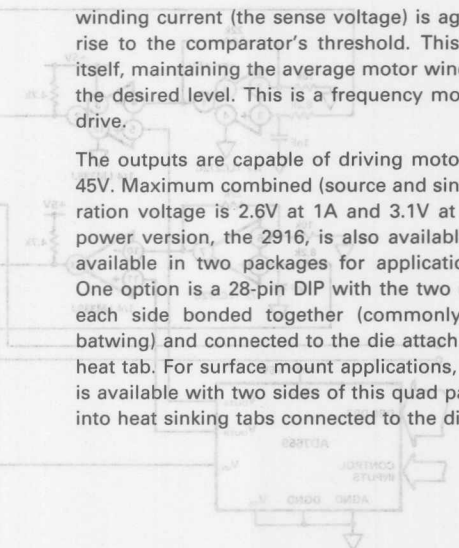 winding current (the sense voltage) is ag
rise to the comparator's threshold. This
itself, maintaining the average motor wind
the desired level. This is a frequency mo
drive.
The outputs are capable of driving moto
45V. Maximum combined (source and sin
ration voltage is 2.6V at 1A and 3.1V at
power version, the 2916, is also availabl
available in two packages for applicatio
One option is a 28-pin DIP with the two
each side bonded together (commonly
batwing) and connected to the die attach
heat tab. For surface mount applications,
is available with two sides of this quad pa
into heat sinking tabs connected to the di
CONTROL
INPUTS
AGND DGND